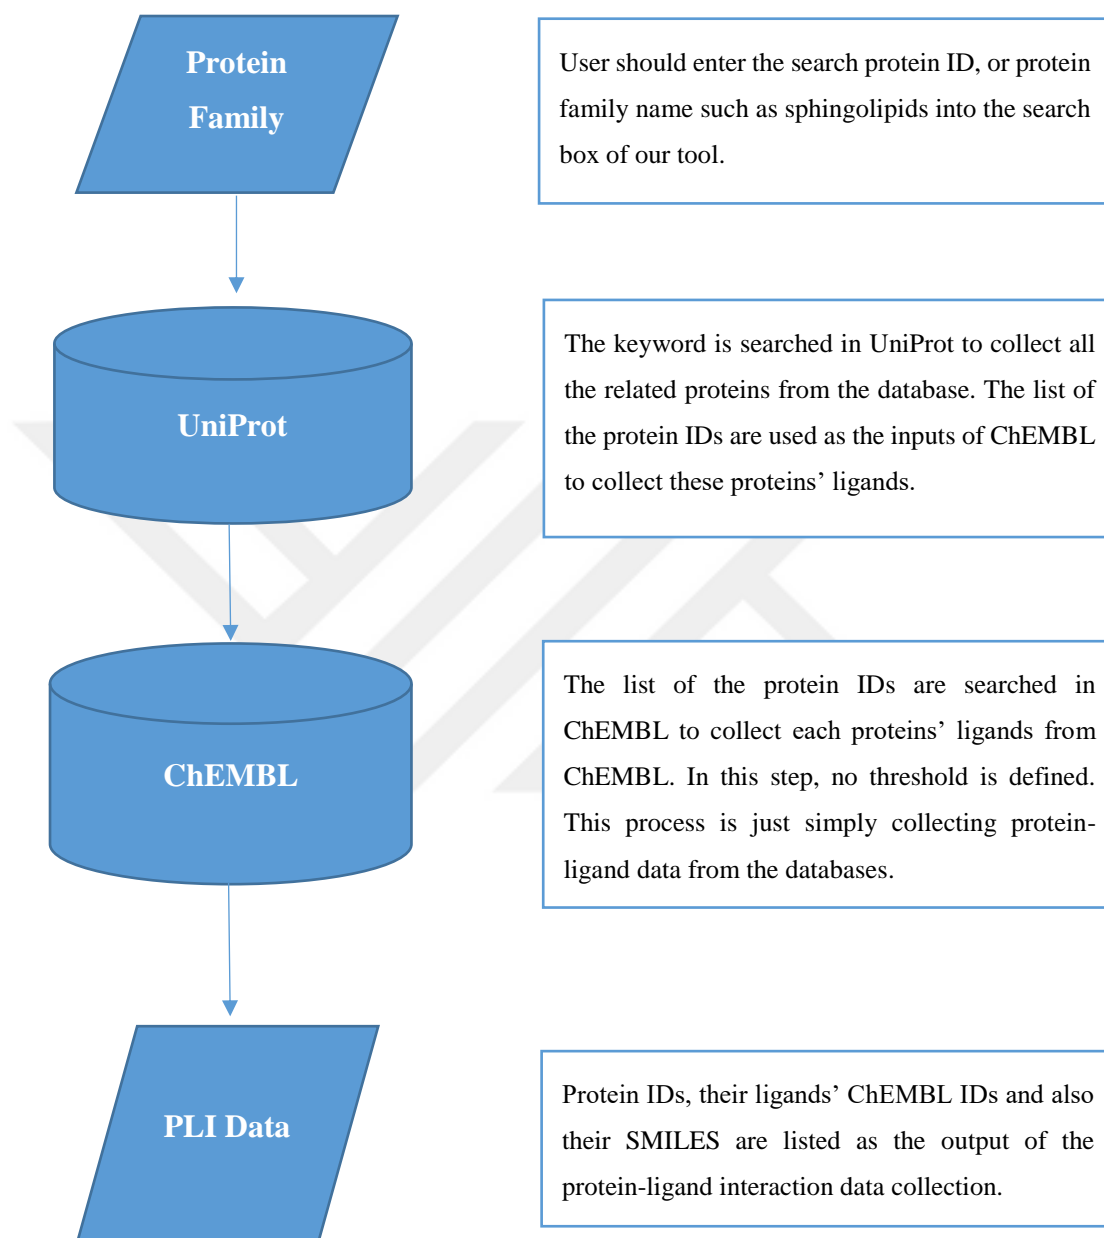 Protein
Family
User should enter the search protein ID, or protein
family name such as sphingolipids into the search
box of our tool.
UniProt
The keyword is searched in UniProt to collect all
the related proteins from the database. The list of
the protein IDs are used as the inputs of ChEMBL
to collect these proteins’ ligands.
ChEMBL
The list of the protein IDs are searched in
ChEMBL to collect each proteins’ ligands from
ChEMBL. In this step, no threshold is defined.
This process is just simply collecting protein-
ligand data from the databases.
PLI Data
Protein IDs, their ligands’ ChEMBL IDs and also
their SMILES are listed as the output of the
protein-ligand interaction data collection.